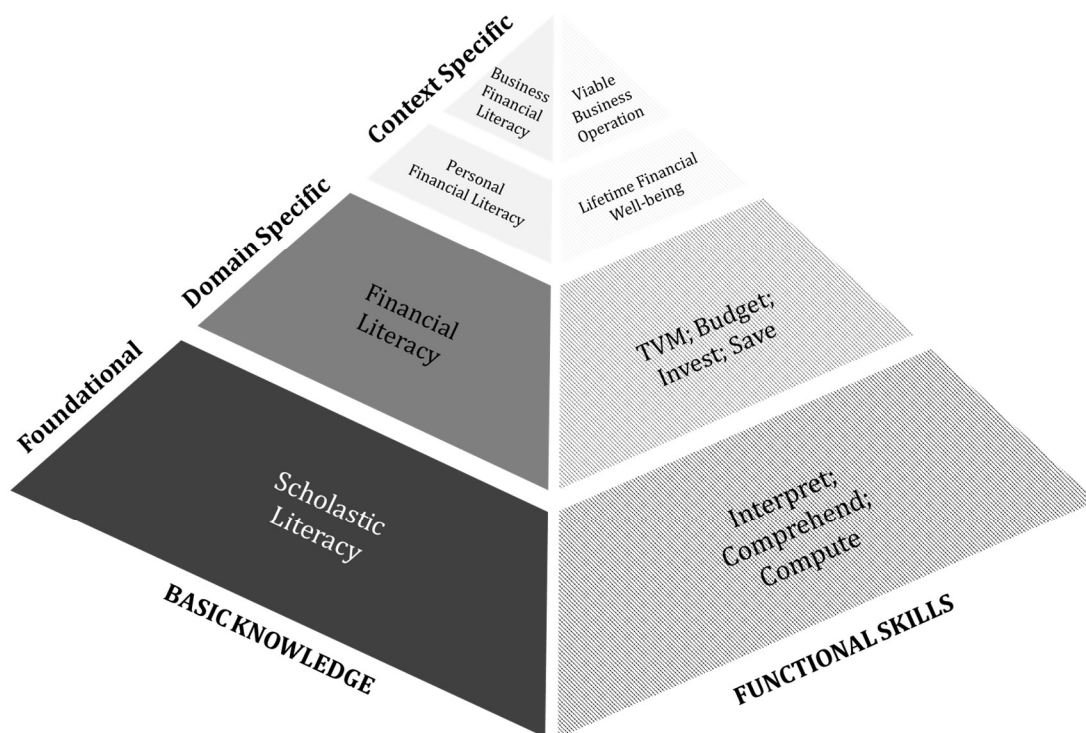 Context Specific
Business
Financial
Literacy
Viable
Business
Operation
Personal
Financial Literacy
Lifetime Financial
Well-being
Domain Specific
Financial
Literacy
TVM; Budget;
Invest; Save
Foundational
Scholastic
Literacy
Interpret;
Comprehend;
Compute
BASIC KNOWLEDGE
FUNCTIONAL SKILLS